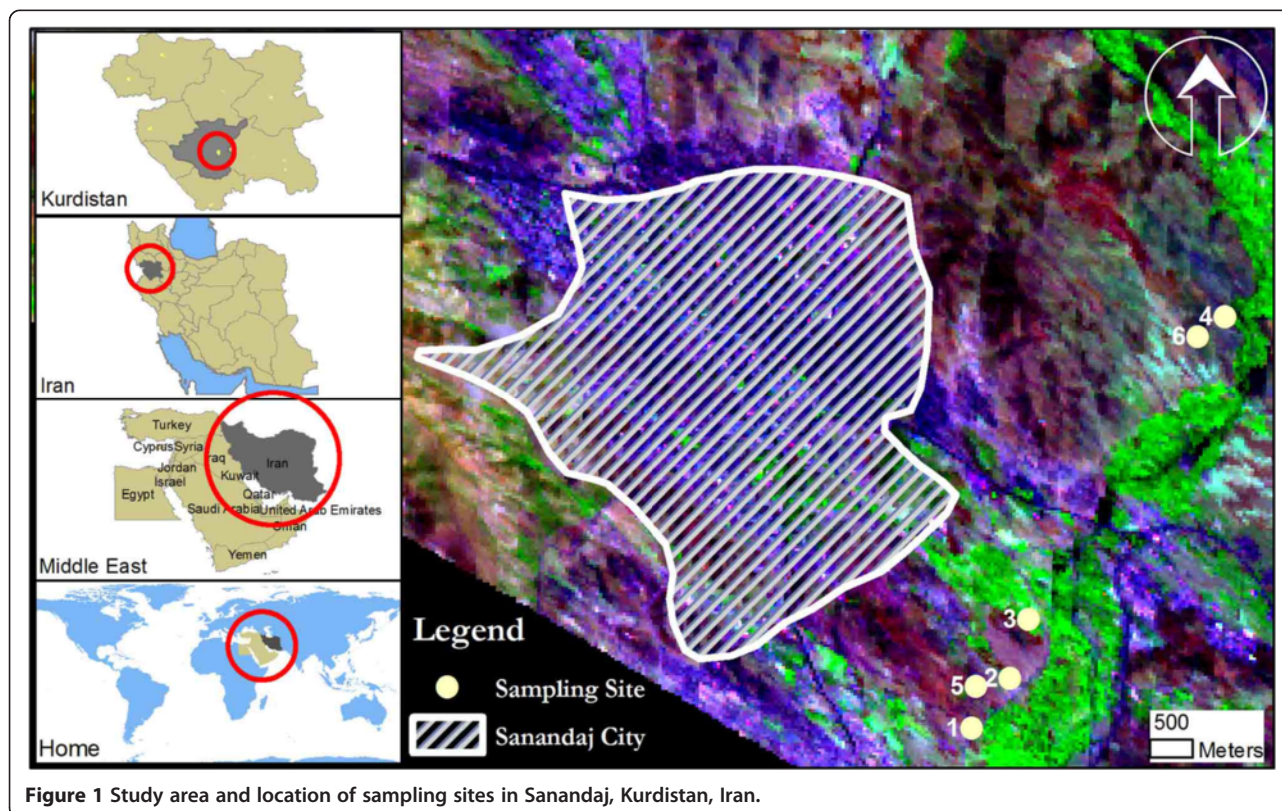 Kurdistan
Iran
Turkey
Cyprus Syria
Iraq
Iran
Jordan
Israel
Kuwait
Egypt
Qatar
Saudi Arabia
United Arab Emirates
Oman
Yemen
Middle East
Home
4
6
3
2
5
1
Legend
Sampling Site
Sanandaj City
500
Meters
Figure 1 Study area and location of sampling sites in Sanandaj, Kurdistan, Iran.